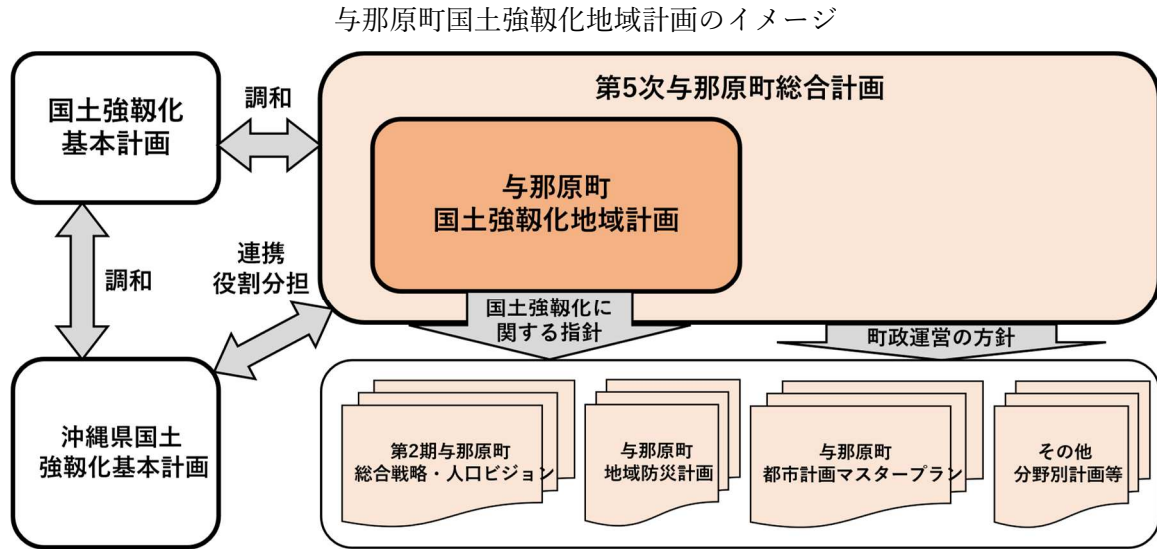 与那原町国土強靱化地域計画のイメージ
国土強靱化
基本計画
調和
第5次与那原町総合計画
与那原町
国土強靱化地域計画
調和
連携
役割分担
国土強靱化に
関する指針
町政運営の方針
沖縄県国土
強靱化基本計画
第2期与那原町
総合戦略・人口ビジョン
与那原町
地域防災計画
与那原町
都市計画マスタープラン
その他
分野別計画等